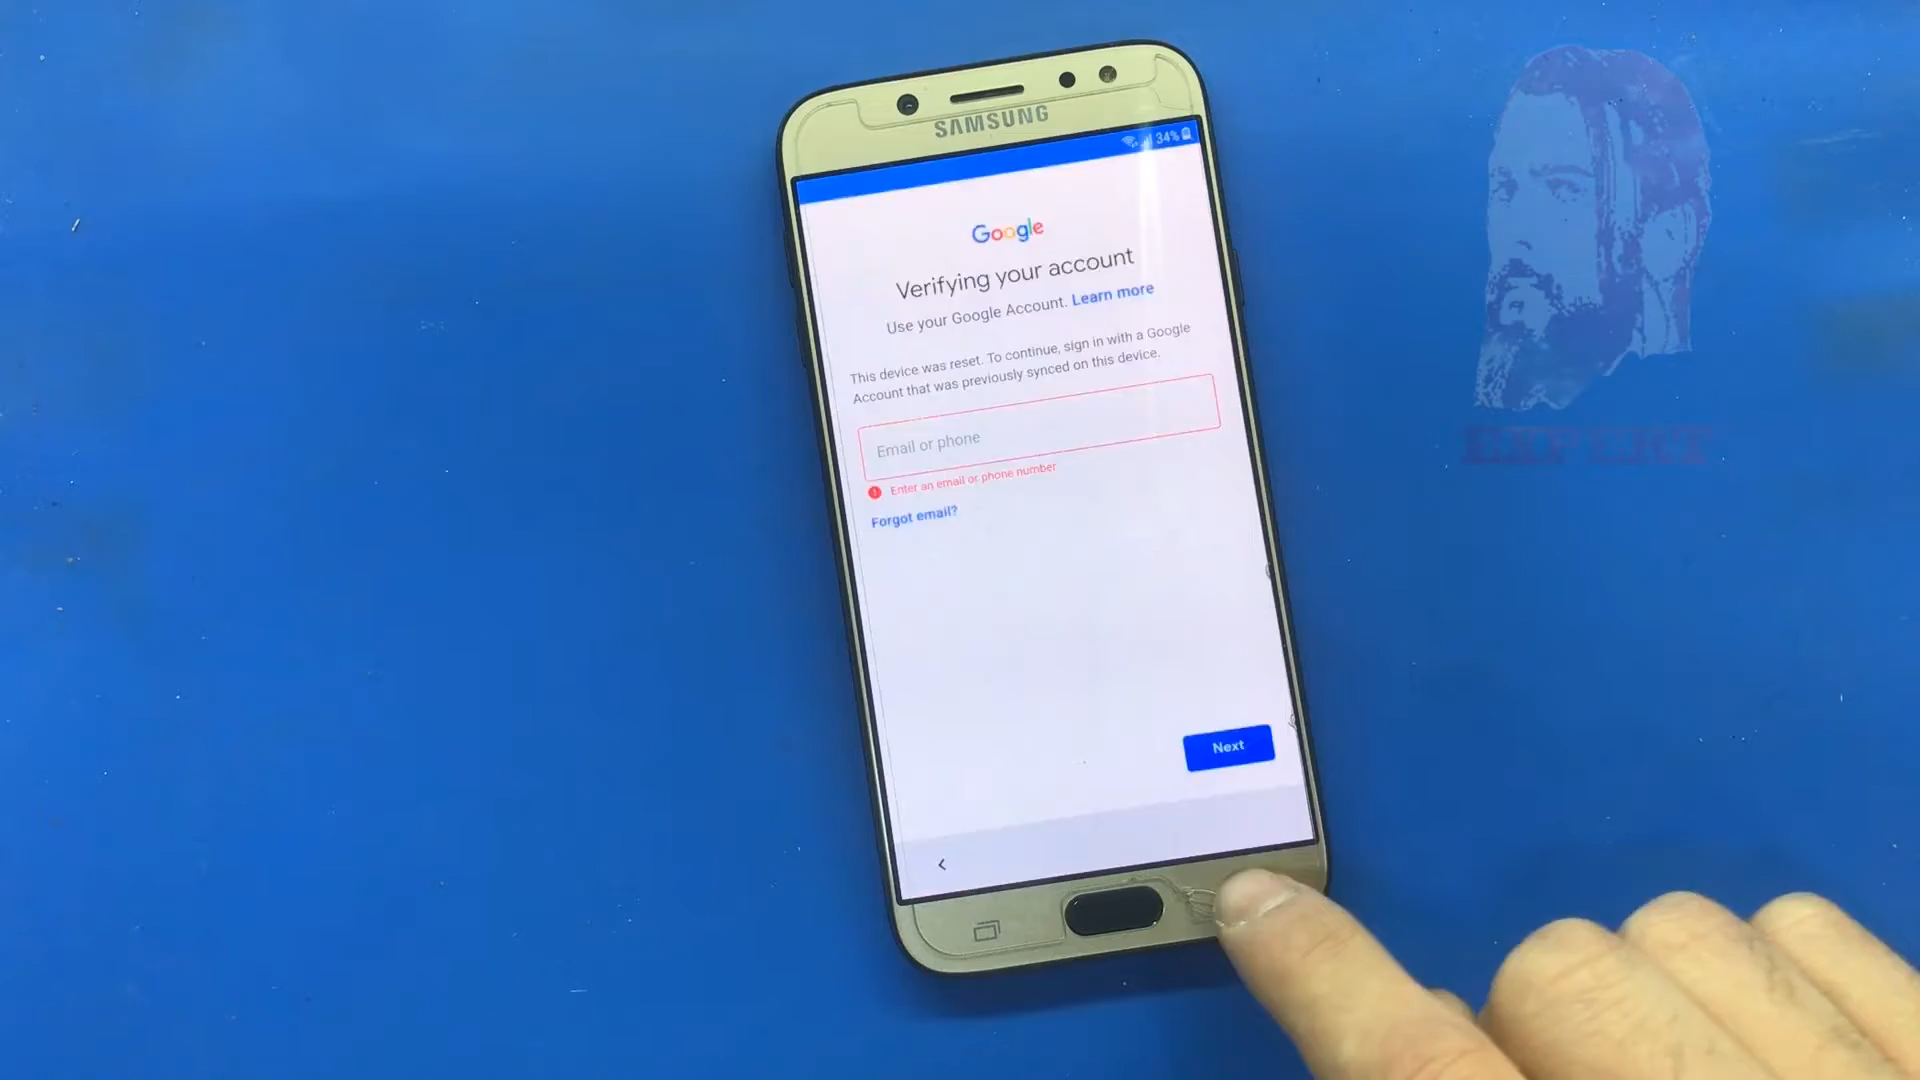 SAMSUNG
34%
Google
Verifying your account
Use your Google Account. Learn more
This device was reset. To continue, sign in with a Google
Account that was previously synced on this device.
Email or phone
Enter an email or phone number
Forgot email?
Next
EXPERT